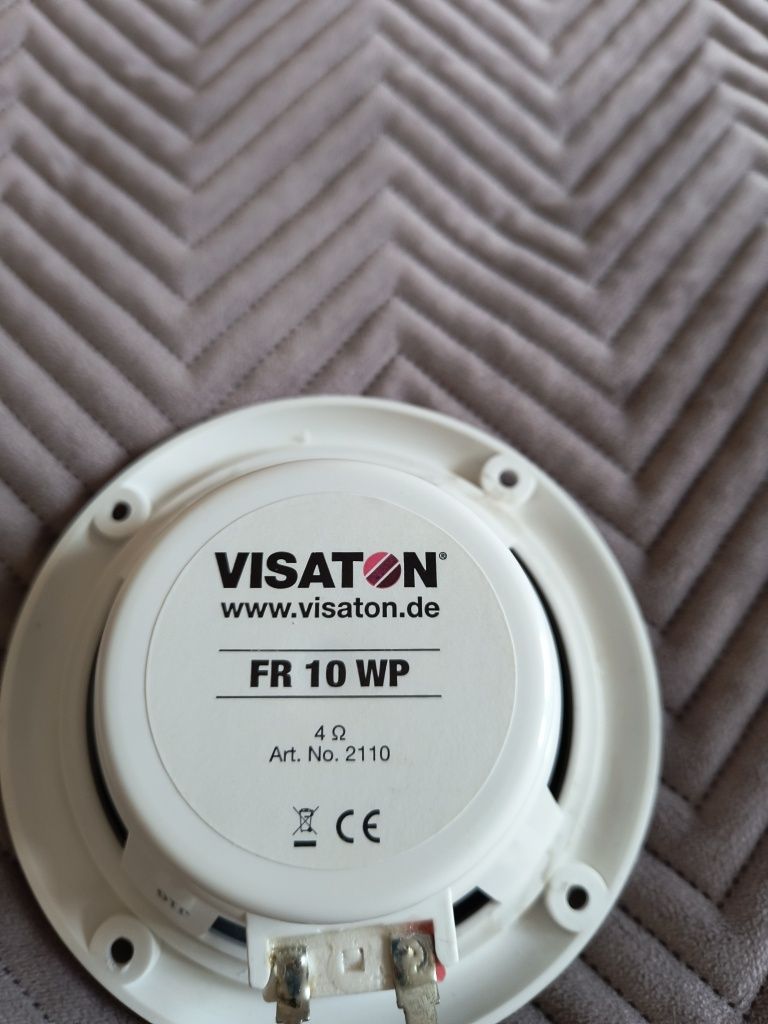 VISATON®
www.visaton.de
FR 10 WP
4 Ω
Art. No. 2110
CE